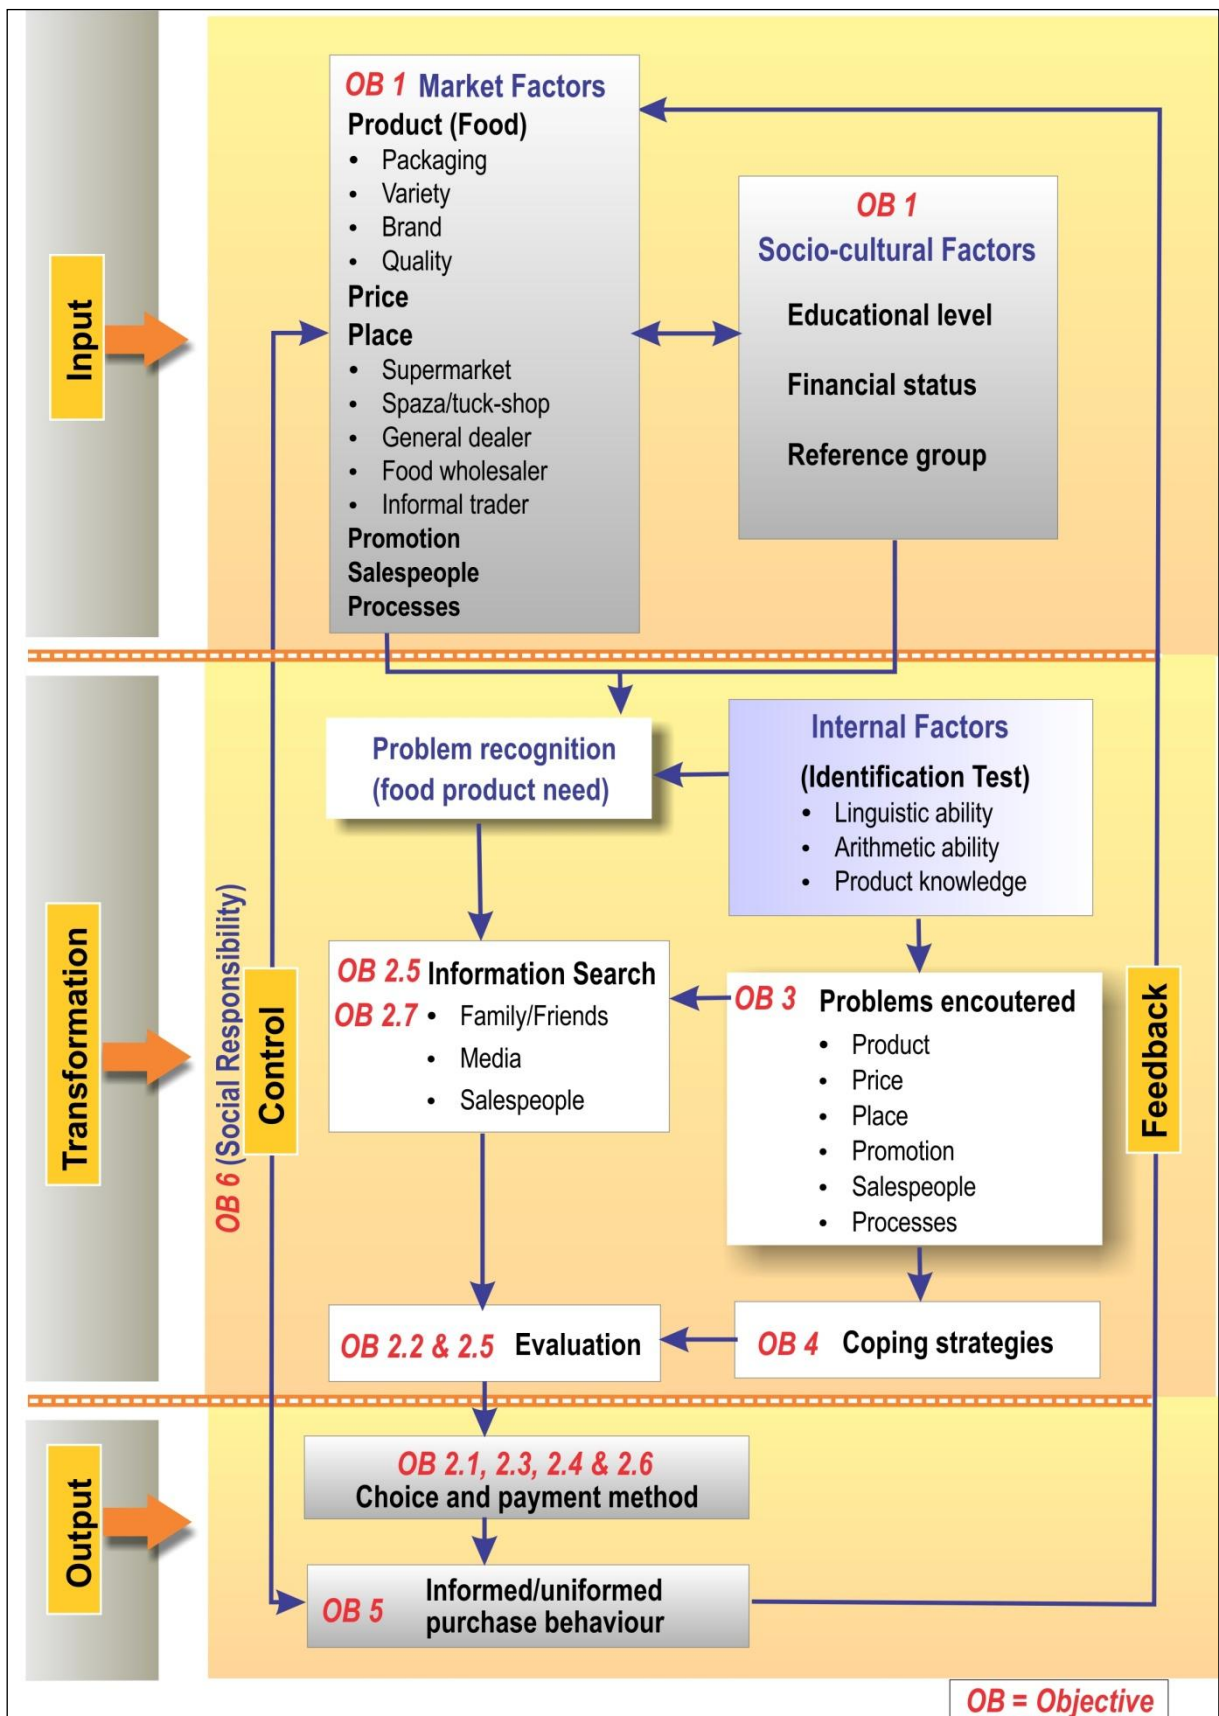 Input
OB 1 Market Factors
Product (Food)
• Packaging
• Variety
• Brand
• Quality
Price
Place
• Supermarket
• Spaza/tuck-shop
• General dealer
• Food wholesaler
• Informal trader
Promotion
Salespeople
Processes
OB 1
Socio-cultural Factors
Educational level
Financial status
Reference group
Transformation
OB 6 (Social Responsibility)
Control
Problem recognition
(food product need)
Internal Factors
(Identification Test)
• Linguistic ability
• Arithmetic ability
• Product knowledge
OB 2.5 Information Search
OB 2.7 • Family/Friends
• Media
• Salespeople
OB 3 Problems encoutered
• Product
• Price
• Place
• Promotion
• Salespeople
• Processes
Feedback
OB 2.2 & 2.5 Evaluation
OB 4 Coping strategies
Output
OB 2.1, 2.3, 2.4 & 2.6
Choice and payment method
OB 5 Informed/uniformed
purchase behaviour
OB = Objective